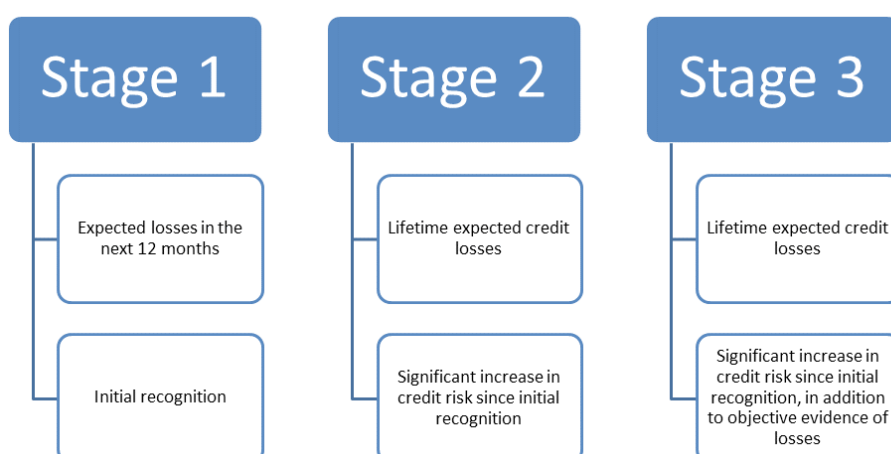 Stage 1
Expected losses in the
next 12 months
Initial recognition
Stage 2
Lifetime expected credit
losses
Significant increase in
credit risk since initial
recognition
Stage 3
Lifetime expected credit
losses
Significant increase in
credit risk since initial
recognition, in addition
to objective evidence of
losses